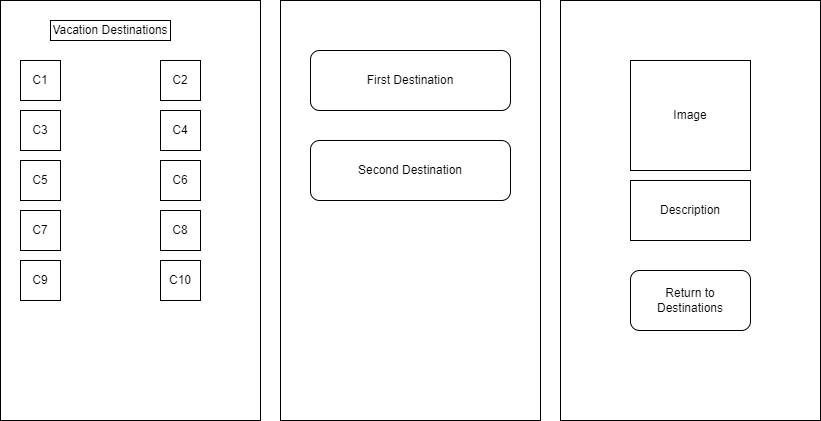 Vacation Destinations
C1
C2
C3
C4
C5
C6
C7
C8
C9
C10
First Destination
Second Destination
Image
Description
Return to
Destinations